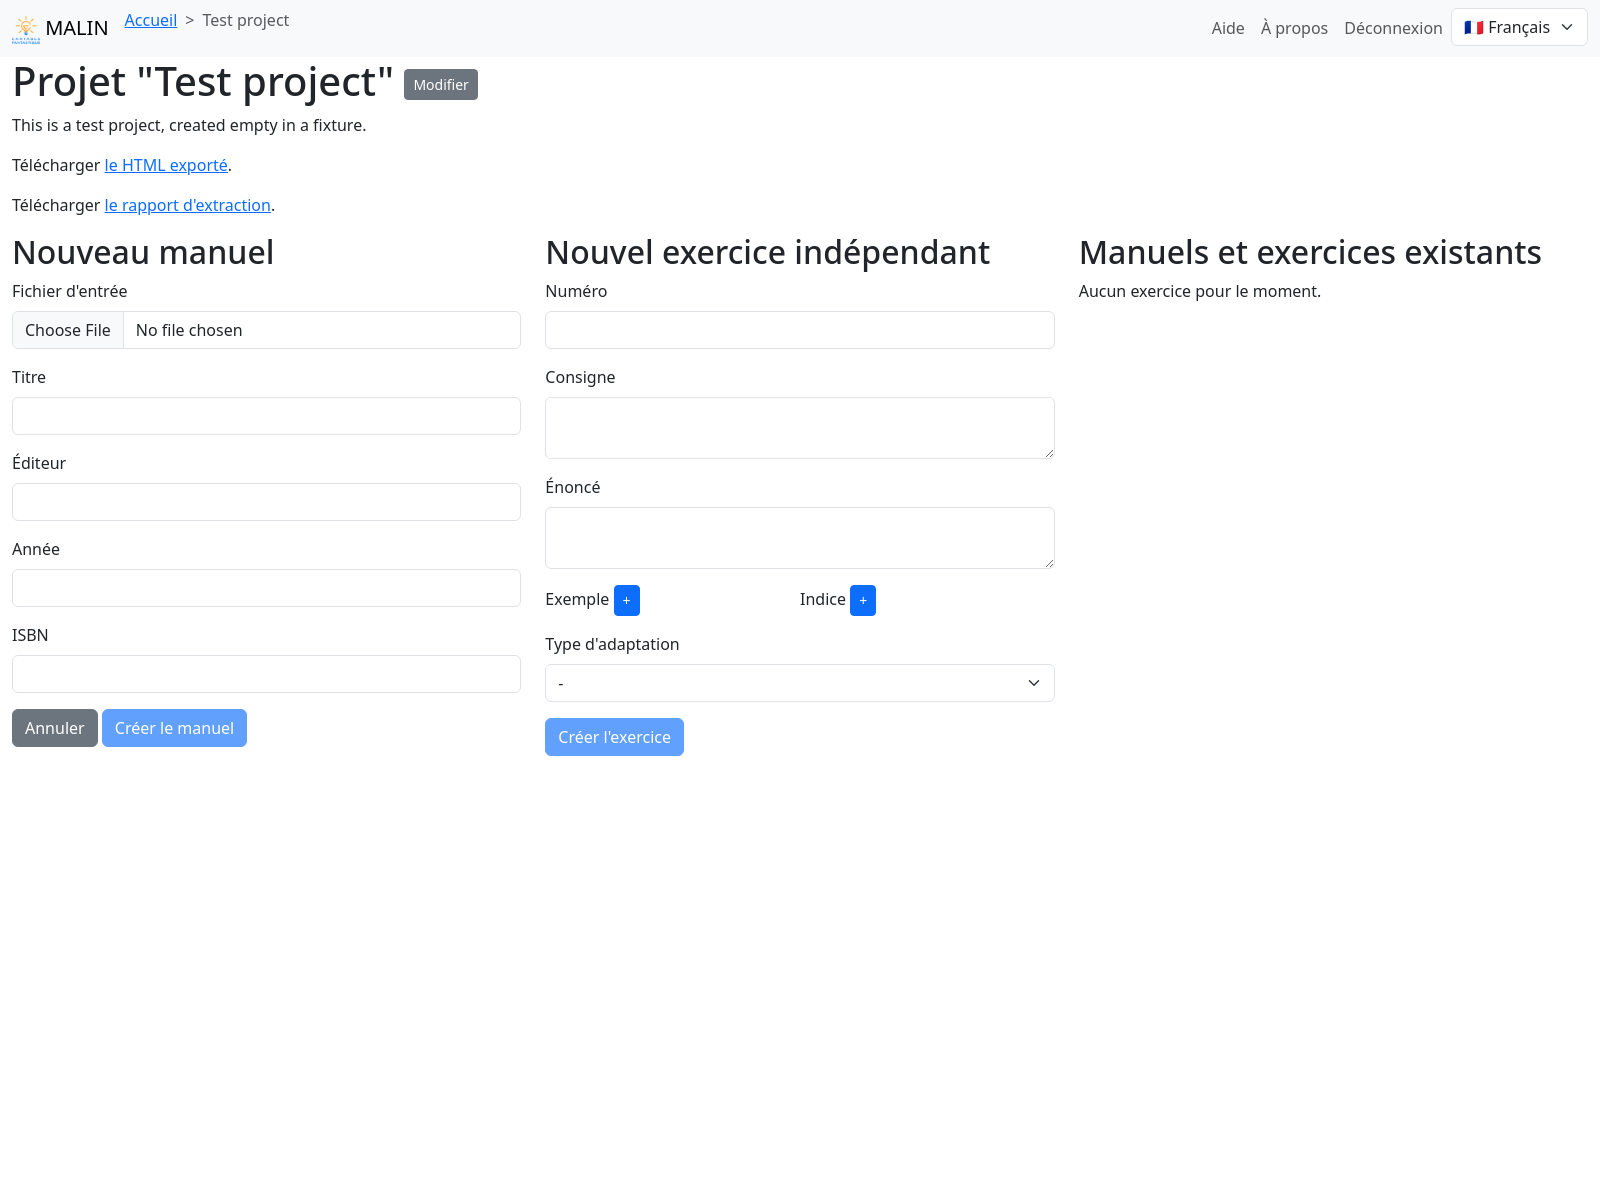 MALIN
Accueil > Test project
Aide À propos Déconnexion 🇫🇷 Français
Projet "Test project" Modifier
This is a test project, created empty in a fixture.
Télécharger le HTML exporté.
Télécharger le rapport d'extraction.
Nouveau manuel
Fichier d'entrée
Choose File No file chosen
Titre
Éditeur
Année
ISBN
Annuler Créer le manuel
Nouvel exercice indépendant
Numéro
Consigne
Énoncé
Exemple + Indice +
Type d'adaptation
-
Créer l'exercice
Manuels et exercices existants
Aucun exercice pour le moment.